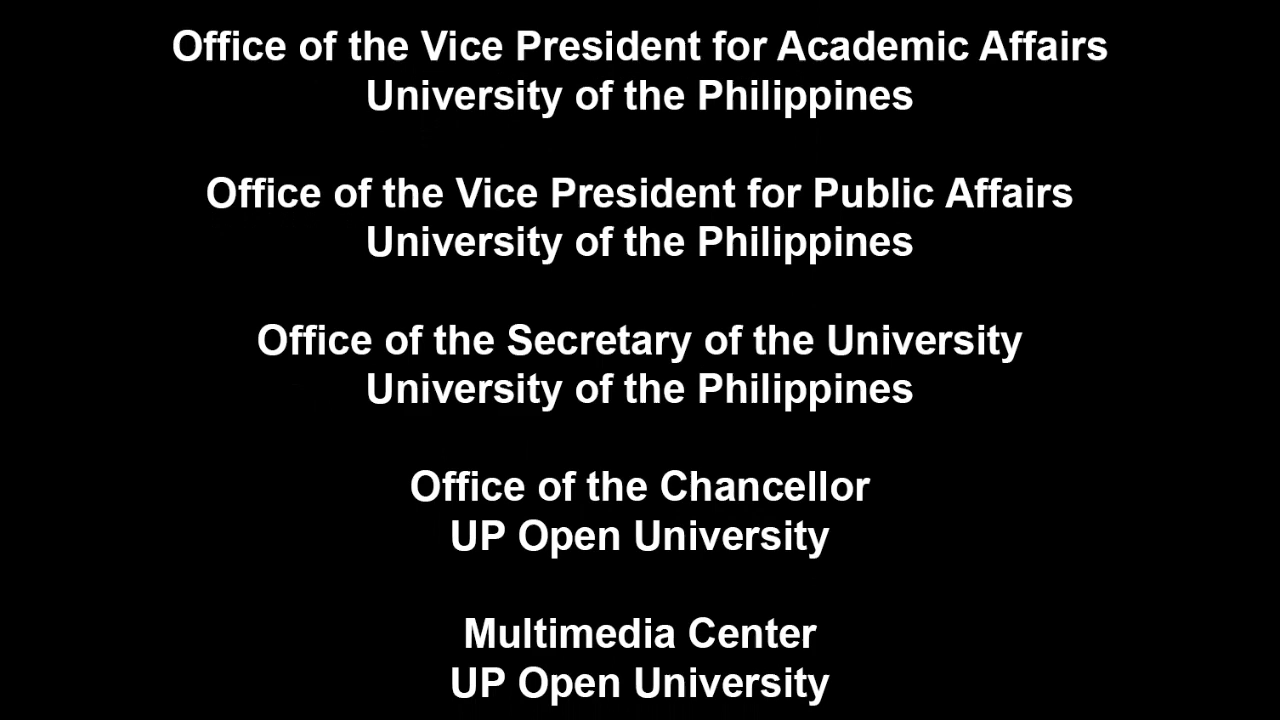 Office of the Vice President for Academic Affairs
University of the Philippines
Office of the Vice President for Public Affairs
University of the Philippines
Office of the Secretary of the University
University of the Philippines
Office of the Chancellor
UP Open University
Multimedia Center
UP Open University